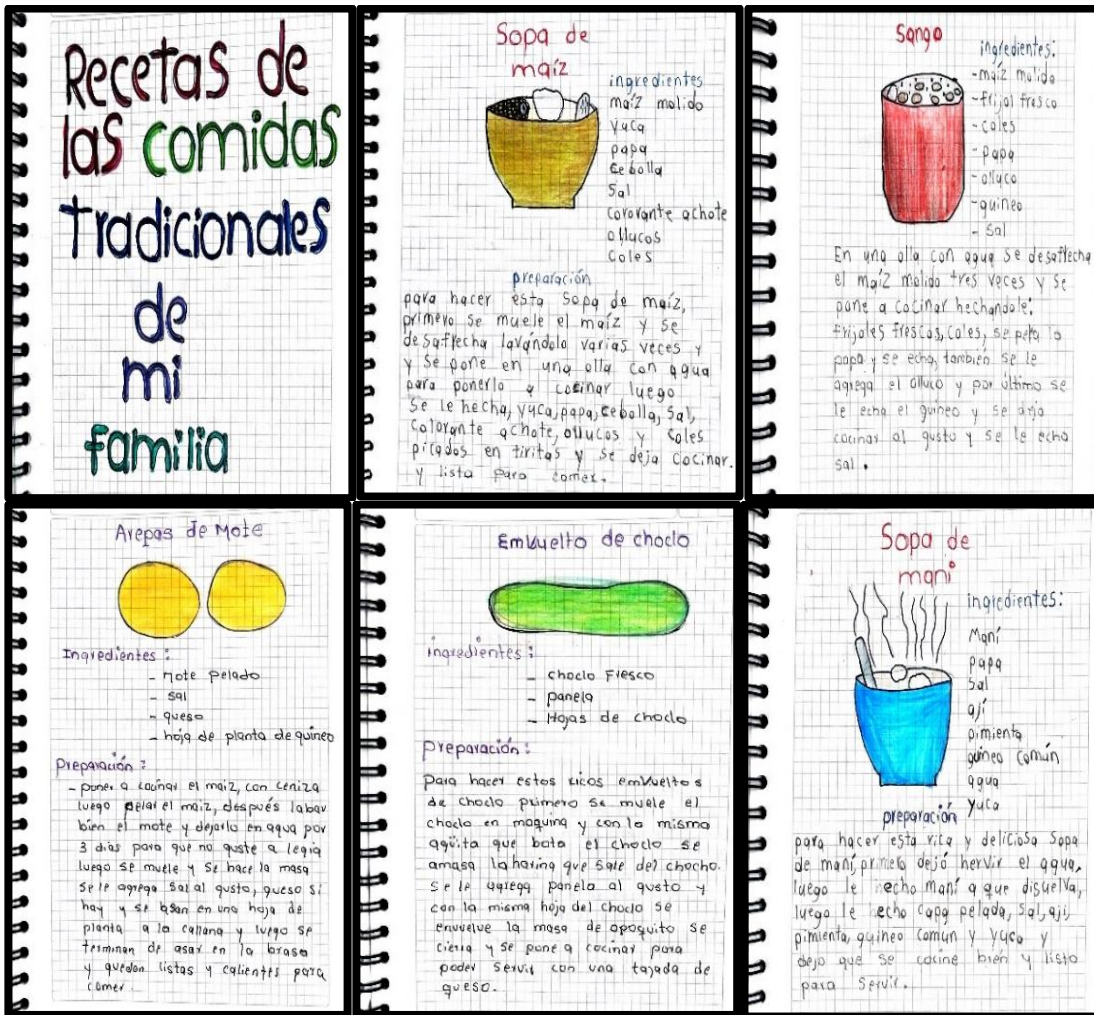 Recetas de
las comidas
tradicionales
de
mi
familia
Sopa de
maíz
ingredientes
maíz molido
yuca
papa
cebolla
Sal
cororante achote
ollucos
coles
preparación
para hacer esta Sopa de maíz,
primero se muele el maíz y se
desaflecha lavándolo varias veces y
y se pone en una olla con agua
para ponerlo a cocinar luego
Se le hecha, yuca, papa, cebolla, Sal,
colorante achote, ollucos y coles
picados en tiritas y se deja cocinar.
y lista para comer.
Sango
ingredientes:
-maíz molido
-frijol fresco
-coles
-papa
-olluco
-guineo
-Sal
En una olla con agua se desaflecha
el maíz molido tres veces y se
pone a cocinar hechandole:
frijoles frescos, coles, se pela la
papa y se echa, también se le
agrega el olluco y por último se
le echa el guineo y se deja
cocinar al gusto y se le echa
sal.
Arepas de Mote
Ingredientes:
- mote pelado
- sal
- queso
- hoja de planta de guineo
Preparación:
- poner a cocinar el maíz, con ceniza
luego pelar el maíz, después labar
bien el mote y dejarlo en agua por
3 días para que no guste a legia
luego se muele y se hace la masa
se le agrega sal al gusto, queso si
hay y se asan en una hoja de
planta a la callana y luego se
terminan de asar en la brasa
y quedan listas y calientes para
comer.
Emvuelto de choclo
ingredientes:
- choclo Fresco
- panela
- Hojas de choclo
Preparación:
Para hacer estos ricos emvueltos
de choclo primero se muele el
choclo en maquina y con la misma
agüita que bota el choclo se
amasa la harina que sale del chocho.
Se le agrega panela al gusto y
con la misma hoja del choclo se
envuelve la masa de apoquito se
cierra y se pone a cocinar para
poder servir con una tajada de
queso.
Sopa de
maní
ingredientes:
Maní
papa
sal
ají
pimienta
guineo común
agua
yuca
preparación
para hacer esta rica y deliciosa Sopa
de maní, primero dejó hervir el agua,
luego le hecho maní a que disuelva,
luego le echo papa pelada, sal, ají,
pimienta, guineo común y yuca y
dejo que se cocine bien y listo
para servir.